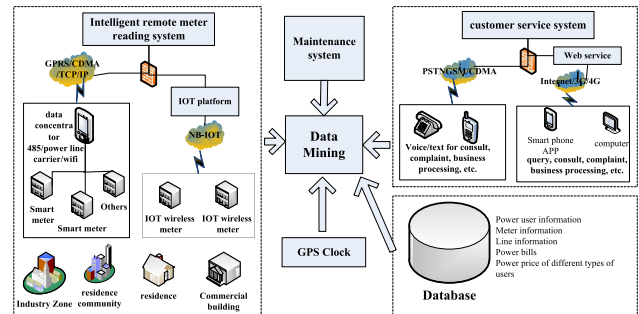 Intelligent remote meter
reading system
GPRS/CDMA
/TCP/IP
IOT platform
data
concentra
tor
485/power line
carrier/wifi
NB-IOT
Smart
meter
Smart meter
Others
IOT wireless
meter
IOT wireless
meter
Industry Zone
residence
community
residence
Commercial
building
Maintenance
system
Data
Mining
GPS Clock
customer service system
Web service
PSTNGSM/CDMA
Internet/3G/4G
Voice/text for consult,
complaint, business
processing, etc.
Smart phone
APP
computer
query, consult, complaint,
business processing, etc.
Power user information
Meter information
Line information
Power bills
Power price of different types of
users
Database